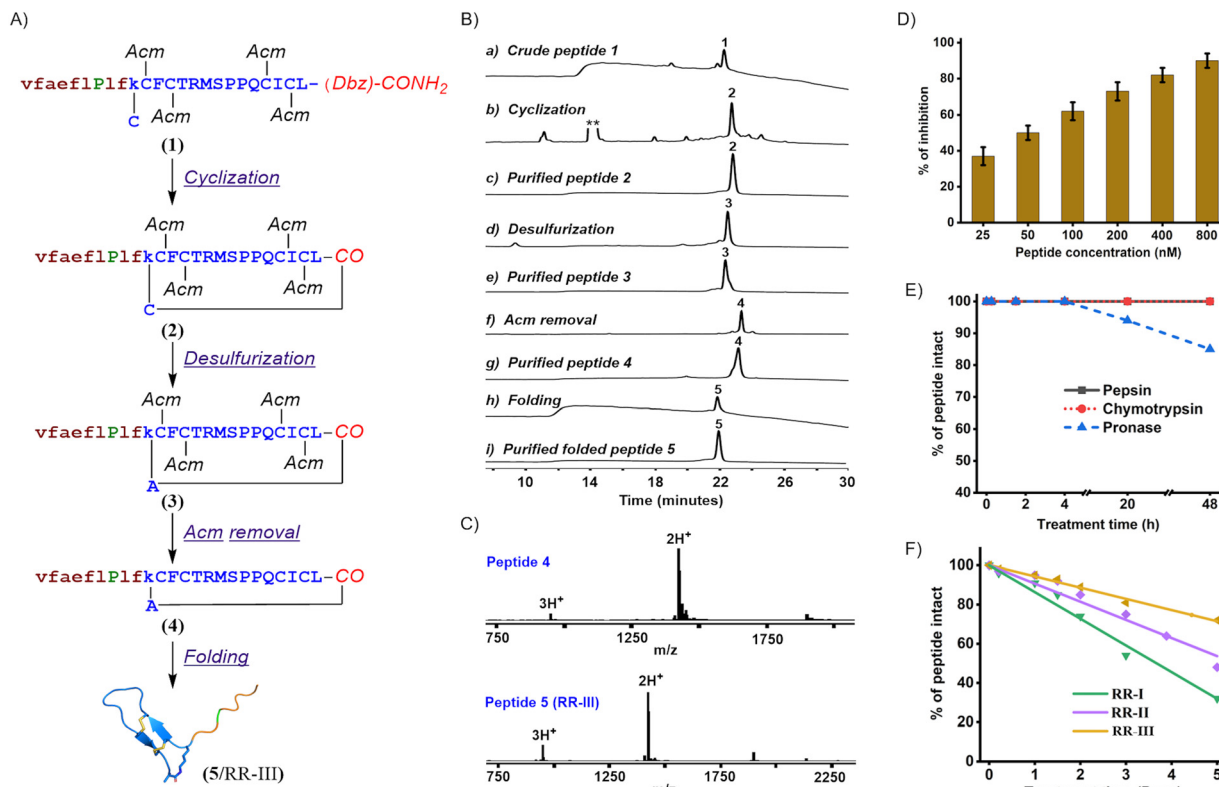 A)
Acm
Acm
vfaeflPlfkCFCTRMSPPQCICL-(Dbz)-CONH2
Acm
Acm
C
(1)
Cyclization
Acm
Acm
vfaeflPlfkCFCTRMSPPQCICL-CO
Acm
Acm
C
(2)
Desulfurization
Acm
Acm
vfaeflPlfkCFCTRMSPPQCICL-CO
Acm
Acm
A
(3)
Acm removal
vfaeflPlfkCFCTRMSPPQCICL-CO
A
(4)
Folding
(5/RR-III)
B)
a) Crude peptide 1
1
b) Cyclization
**
2
c) Purified peptide 2
2
d) Desulfurization
3
e) Purified peptide 3
3
f) Acm removal
4
g) Purified peptide 4
4
h) Folding
5
i) Purified folded peptide 5
5
10 14 18 22 26 30
Time (minutes)
C)
Peptide 4
2H+
3H+
750 1250 1750
m/z
Peptide 5 (RR-III)
2H+
3H+
750 1250 1750 2250
m/z
D)
% of inhibition
100
80
60
40
20
0
25 50 100 200 400 800
Peptide concentration (nM)
E)
% of peptide intact
100
90
80
70
60
50
40
Pepsin
Chymotrypsin
Pronase
0 2 4 20 48
Treatment time (h)
F)
% of peptide intact
100
80
60
40
20
0
RR-I
RR-II
RR-III
0 1 2 3 4 5